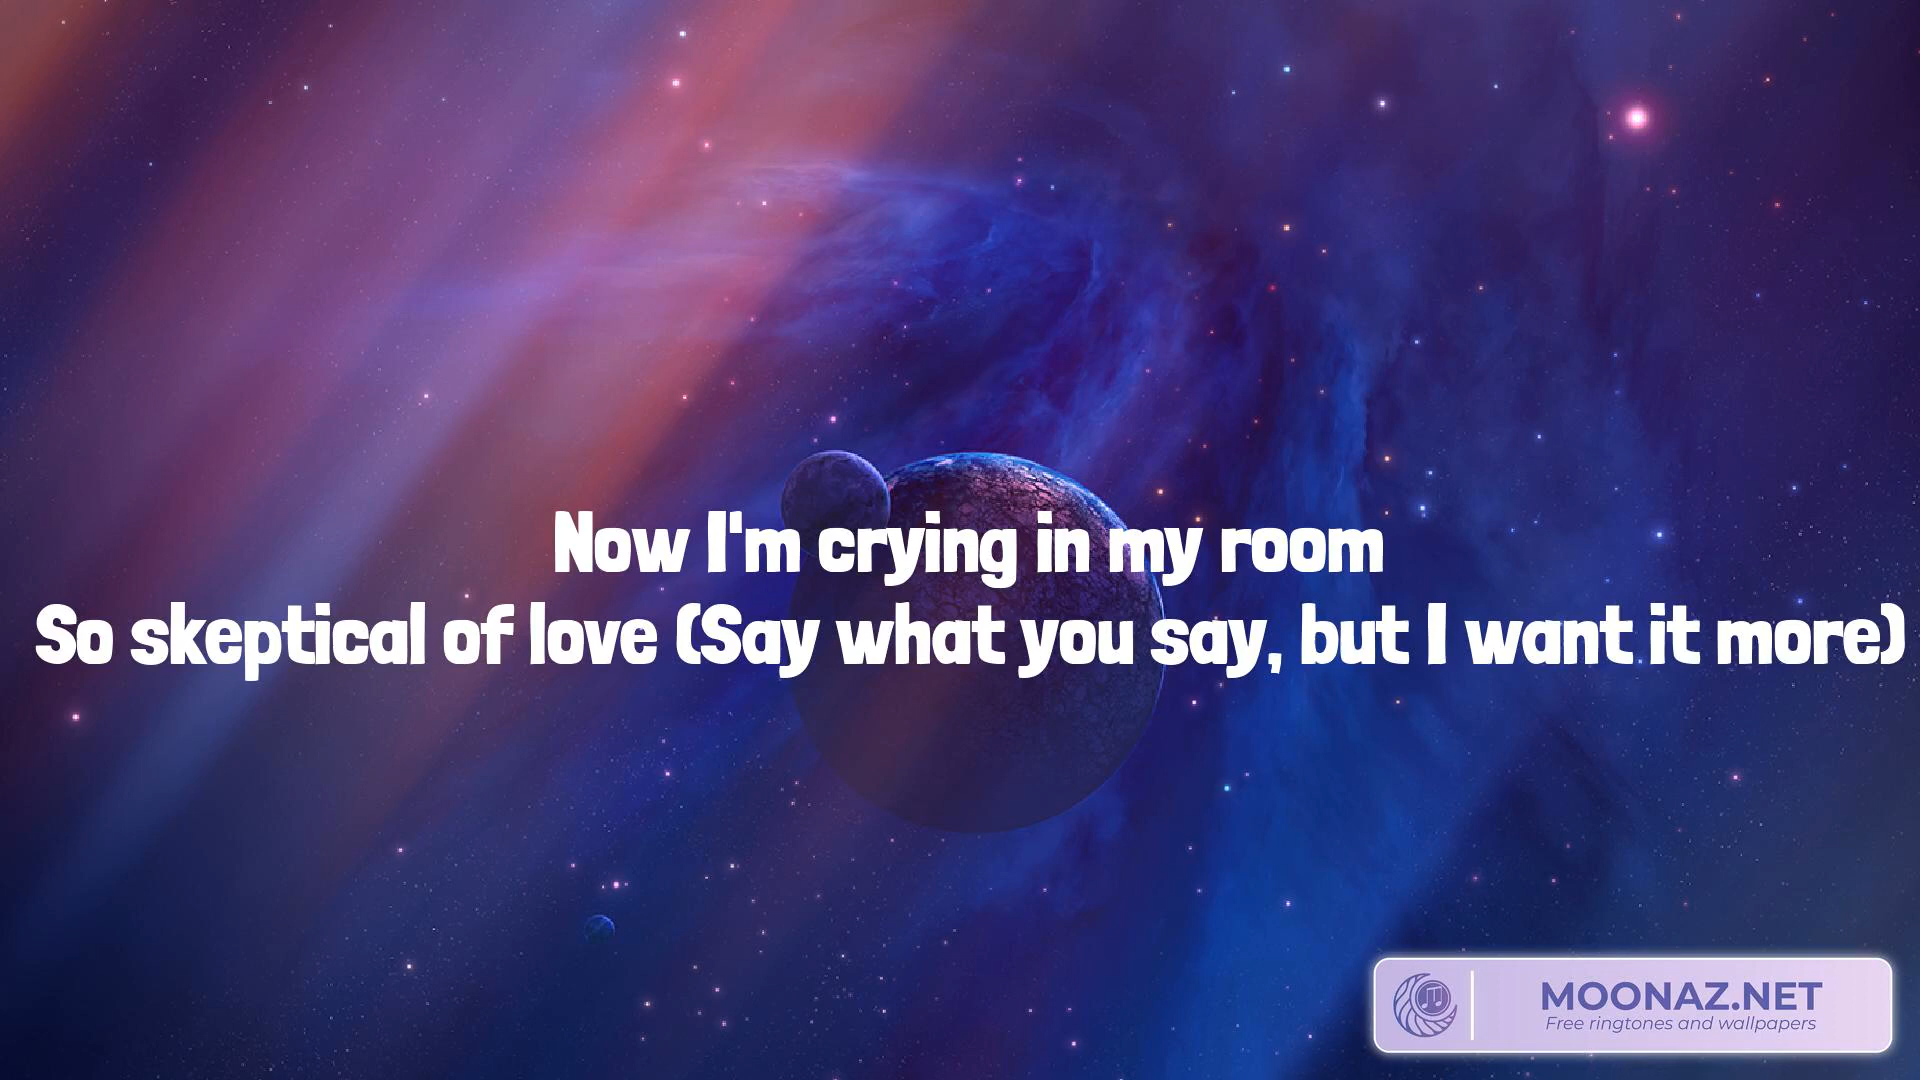 Now I'm crying in my room
So skeptical of love (Say what you say, but I want it more)
MOONAZ.NET
Free ringtones and wallpapers